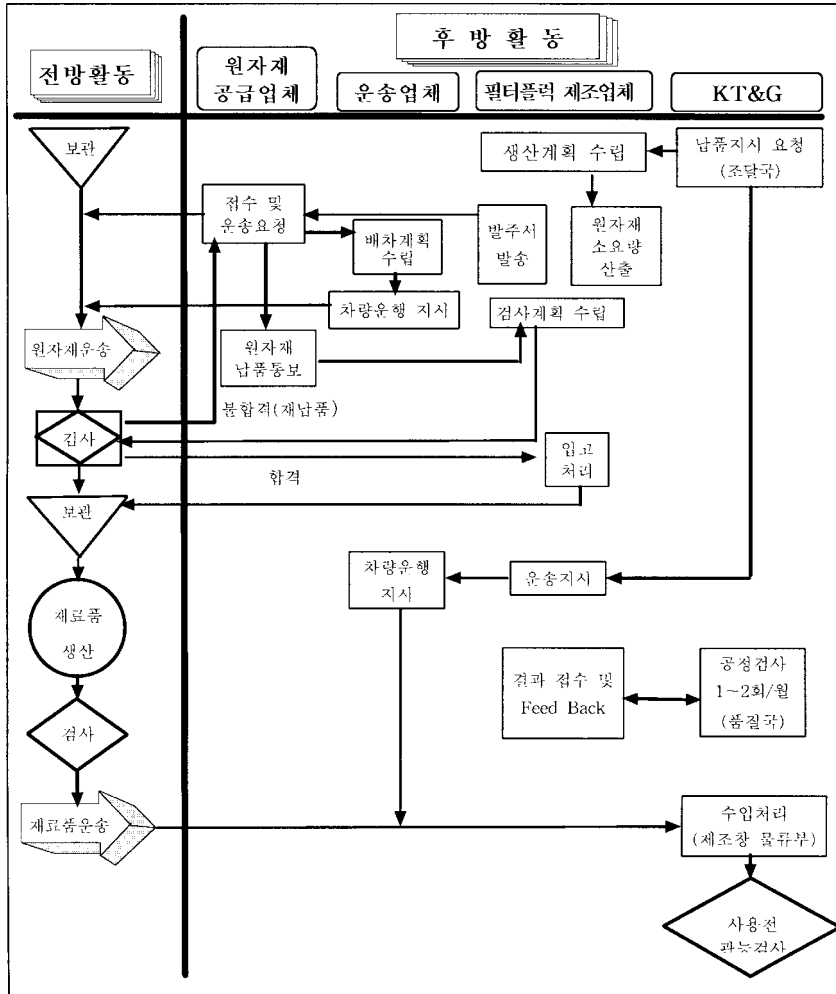 전방활동
후방활동
원자재
공급업체
운송업체
필터플럭 제조업체
KT&G
보관
생산계획 수립
납품지시 요청
(조달국)
접수 및
운송요청
배차계획
수립
발주서
발송
원자재
소요량
산출
차량운행 지시
검사계획 수립
원자재운송
원자재
납품통보
불합격(재납품)
검사
합격
입고
처리
보관
차량운행
지시
운송지시
재료품
생산
결과 접수 및
Feed Back
공정검사
1~2회/월
(품질국)
검사
재료품운송
수입처리
(제조창 물류부)
사용전
관능검사